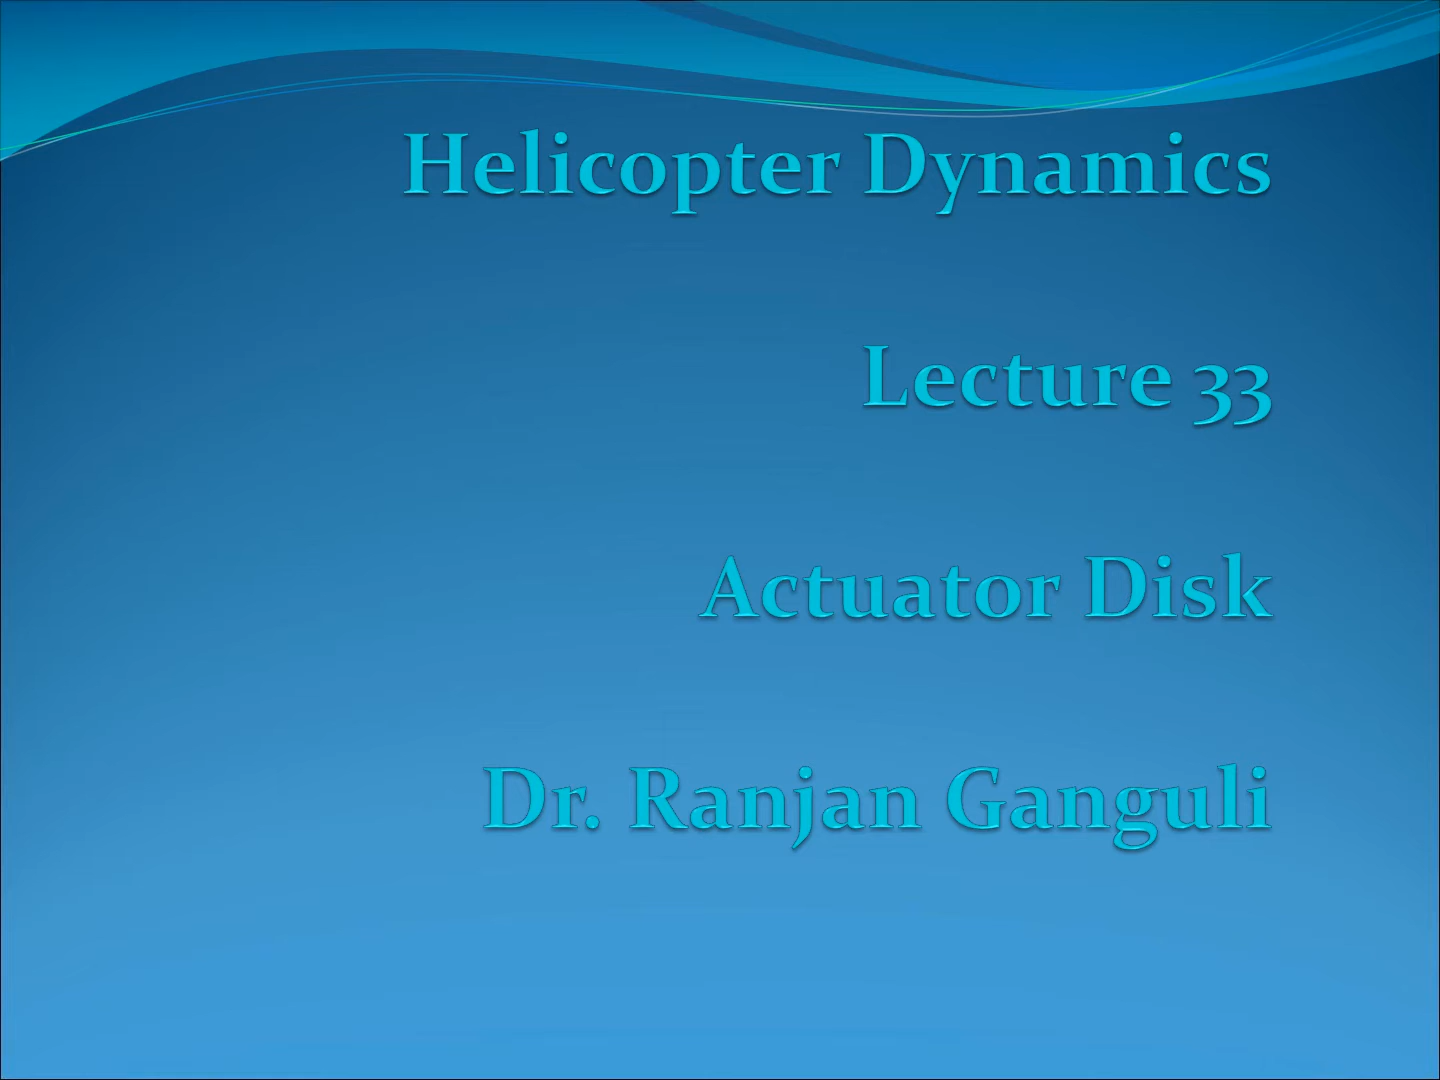 Helicopter Dynamics
Lecture 33
Actuator Disk
Dr. Ranjan Ganguli